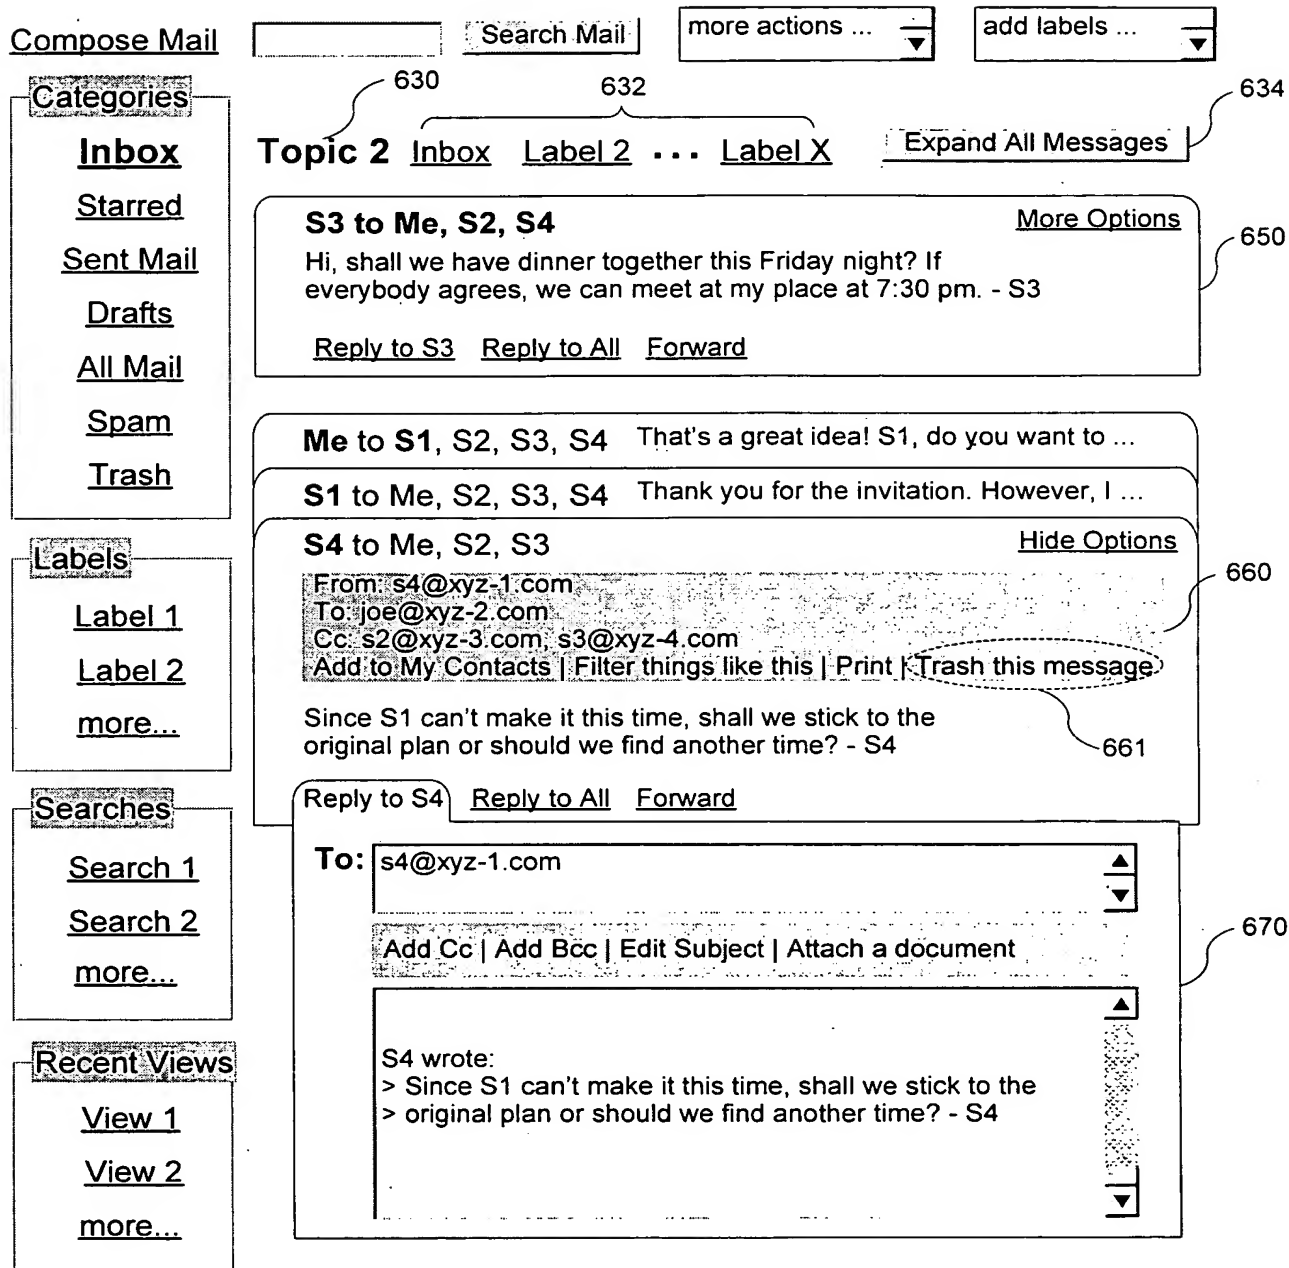 Compose Mail
Search Mail
more actions ...
add labels ...
630
632
634
Categories
Inbox
Starred
Sent Mail
Drafts
All Mail
Spam
Trash
Topic 2 Inbox Label 2 • • • Label X
Expand All Messages
S3 to Me, S2, S4
More Options
650
Hi, shall we have dinner together this Friday night? If
everybody agrees, we can meet at my place at 7:30 pm. - S3
Reply to S3 Reply to All Forward
Me to S1, S2, S3, S4 That's a great idea! S1, do you want to ...
S1 to Me, S2, S3, S4 Thank you for the invitation. However, I ...
S4 to Me, S2, S3
Hide Options
660
From: s4@xyz-1.com
To: joe@xyz-2.com
Cc: s2@xyz-3.com, s3@xyz-4.com
Add to My Contacts | Filter things like this | Print | Trash this message
661
Since S1 can't make it this time, shall we stick to the
original plan or should we find another time? - S4
Reply to S4 Reply to All Forward
To: s4@xyz-1.com
Add Cc | Add Bcc | Edit Subject | Attach a document
670
S4 wrote:
> Since S1 can't make it this time, shall we stick to the
> original plan or should we find another time? - S4
Labels
Label 1
Label 2
more...
Searches
Search 1
Search 2
more...
Recent Views
View 1
View 2
more...